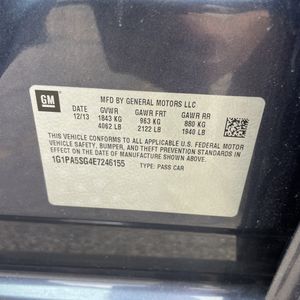 GM
MFD BY GENERAL MOTORS LLC
DATE GVWR GAWR FRT GAWR RR
12/13 1843 KG 963 KG 880 KG
4062 LB 2122 LB 1940 LB
THIS VEHICLE CONFORMS TO ALL APPLICABLE U.S. FEDERAL MOTOR
VEHICLE SAFETY, BUMPER, AND THEFT PREVENTION STANDARDS IN EFFECT
ON THE DATE OF MANUFACTURE SHOWN ABOVE.
1G1PA5SG4E7246155
TYPE: PASS CAR